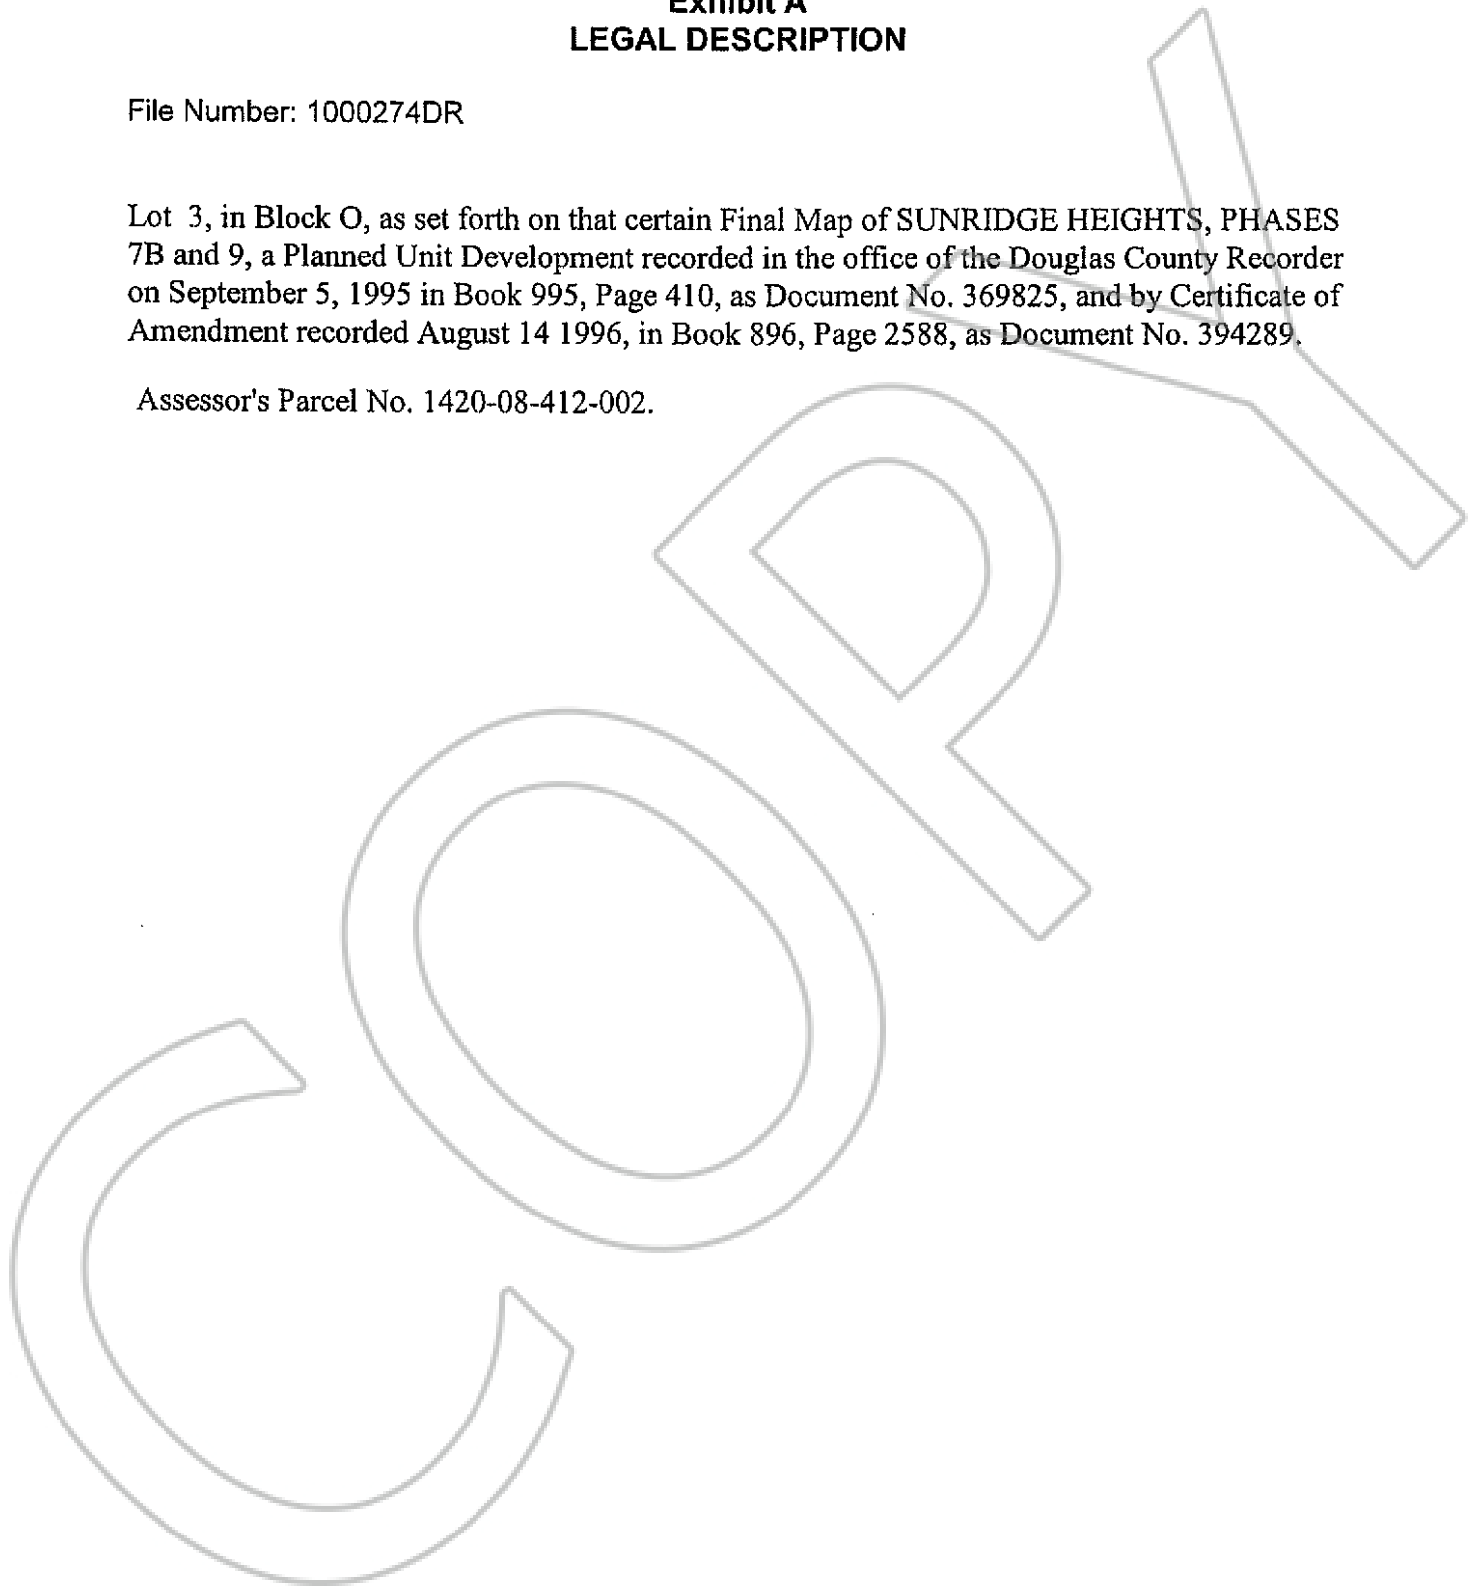 Exhibit A
LEGAL DESCRIPTION
File Number: 1000274DR
Lot 3, in Block O, as set forth on that certain Final Map of SUNRIDGE HEIGHTS, PHASES
7B and 9, a Planned Unit Development recorded in the office of the Douglas County Recorder
on September 5, 1995 in Book 995, Page 410, as Document No. 369825, and by Certificate of
Amendment recorded August 14 1996, in Book 896, Page 2588, as Document No. 394289.
Assessor's Parcel No. 1420-08-412-002.
COPY